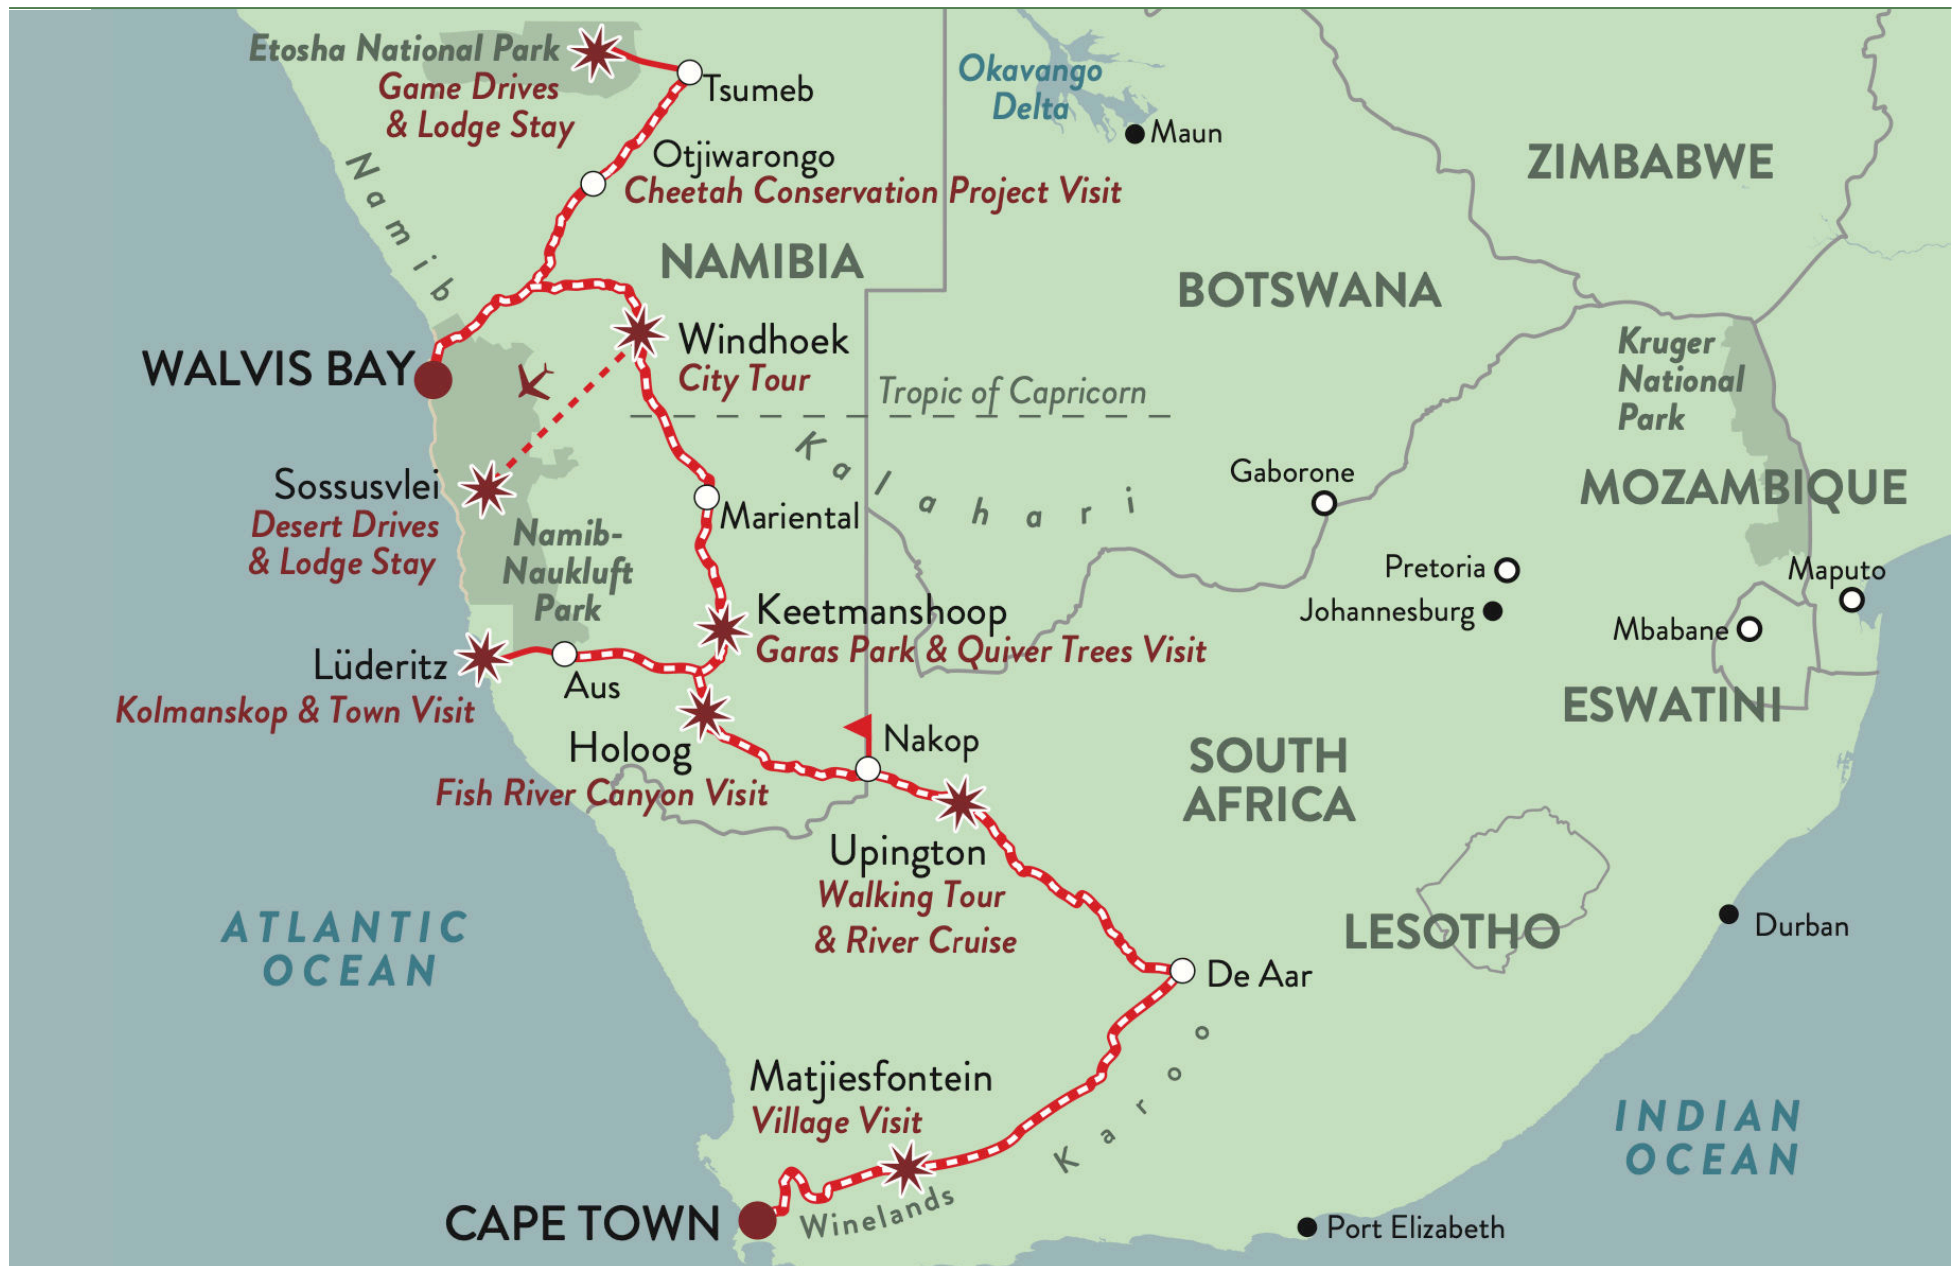 Etosha National Park
Game Drives
& Lodge Stay
Tsumeb
Otjiwarongo
Cheetah Conservation Project Visit
Okavango
Delta
Maun
ZIMBABWE
Namib
NAMIBIA
BOTSWANA
WALVIS BAY
Windhoek
City Tour
Tropic of Capricorn
Kruger
National
Park
Kalahari
Sossusvlei
Desert Drives
& Lodge Stay
Mariental
Gaborone
MOZAMBIQUE
Namib-
Naukluft
Park
Pretoria
Johannesburg
Maputo
Mbabane
Keetmanshoop
Garas Park & Quiver Trees Visit
Lüderitz
Kolmanskop & Town Visit
Aus
ESWATINI
Holoog
Fish River Canyon Visit
Nakop
SOUTH
AFRICA
Upington
Walking Tour
& River Cruise
ATLANTIC
OCEAN
LESOTHO
Durban
De Aar
Karoo
Matjiesfontein
Village Visit
INDIAN
OCEAN
CAPE TOWN
Winelands
Port Elizabeth